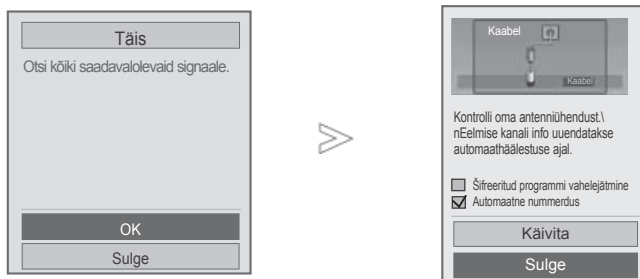 Täis
Otsi kõiki saadavalolevaid signaale.
OK
Sulge
Kaabel
Kaabel
Kontrolli oma antenniühendust.\
nEelmise kanali info uuendatakse
automaathäälestuse ajal.
Šifreeritud programmi vahelejätmine
Automaatne nummerdus
Käivita
Sulge